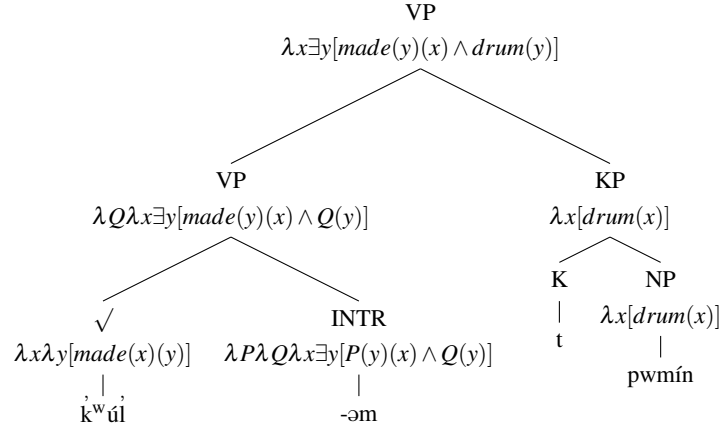 VP
λx∃y[made(y)(x) ∧ drum(y)]
VP KP
λQλx∃y[made(y)(x) ∧ Q(y)] λx[drum(x)]
K NP
√ INTR λx[drum(x)]
λxλy[made(x)(y)] λPλQλx∃y[P(y)(x) ∧ Q(y)] t
pwmín
k̓ʷúl̓ -əm